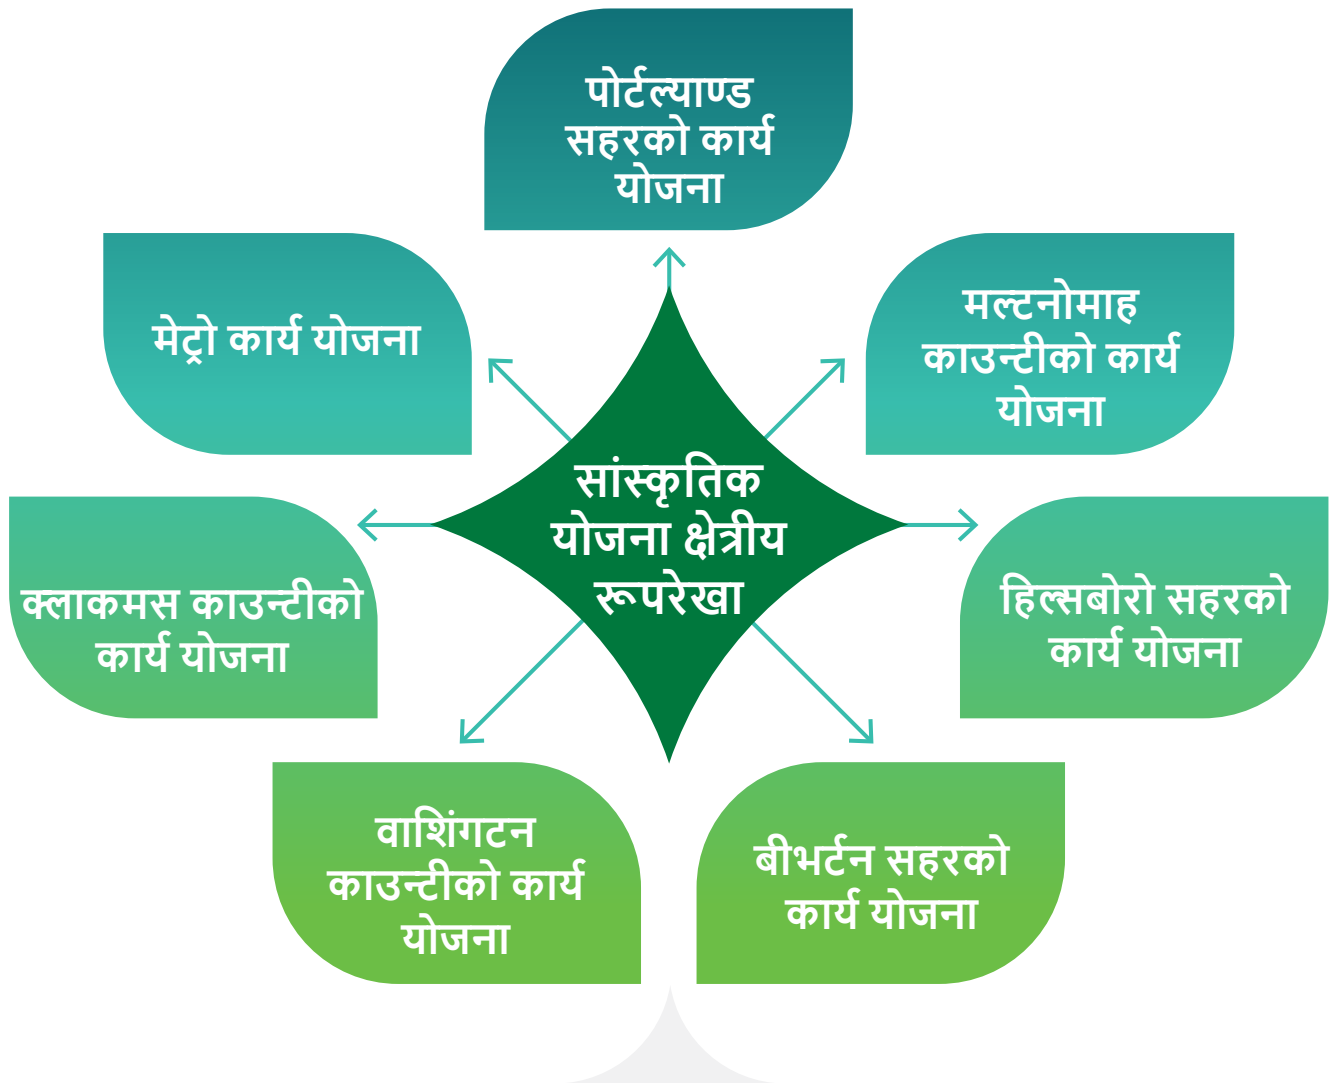 पोर्टल्याण्ड
सहरको कार्य
योजना
मेट्रो कार्य योजना
मल्टनोमाह
काउन्टीको कार्य
योजना
सांस्कृतिक
योजना क्षेत्रीय
रूपरेखा
क्लाकमस काउन्टीको
कार्य योजना
हिल्सबोरो सहरको
कार्य योजना
वाशिंगटन
काउन्टीको कार्य
योजना
बीभर्टन सहरको
कार्य योजना